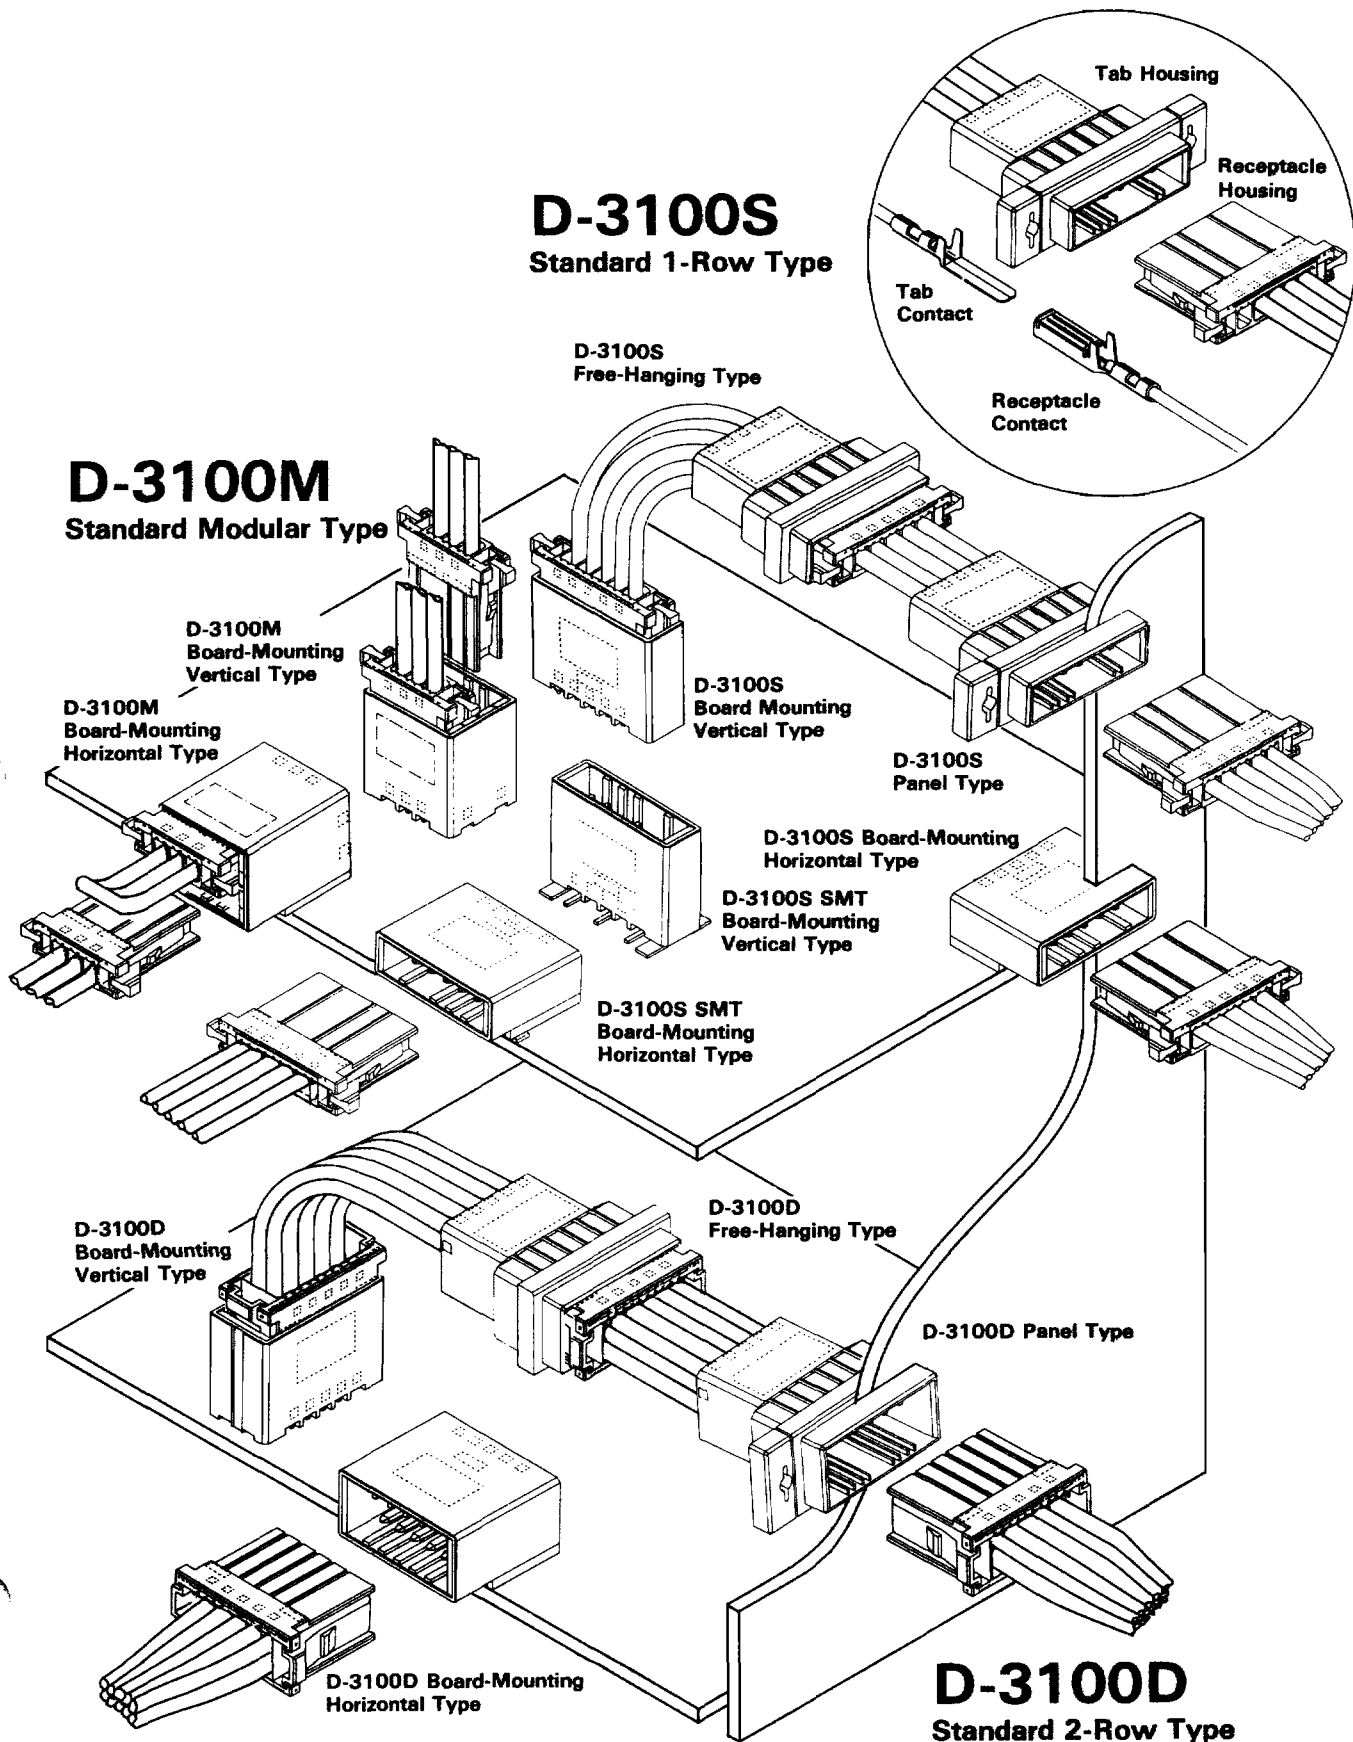 Tab Housing
Receptacle
Housing
D-3100S
Standard 1-Row Type
Tab
Contact
Receptacle
Contact
D-3100S
Free-Hanging Type
D-3100M
Standard Modular Type
D-3100M
Board-Mounting
Vertical Type
D-3100M
Board-Mounting
Horizontal Type
D-3100S
Board Mounting
Vertical Type
D-3100S
Panel Type
D-3100S Board-Mounting
Horizontal Type
D-3100S SMT
Board-Mounting
Vertical Type
D-3100S SMT
Board-Mounting
Horizontal Type
D-3100D
Board-Mounting
Vertical Type
D-3100D
Free-Hanging Type
D-3100D Panel Type
D-3100D Board-Mounting
Horizontal Type
D-3100D
Standard 2-Row Type